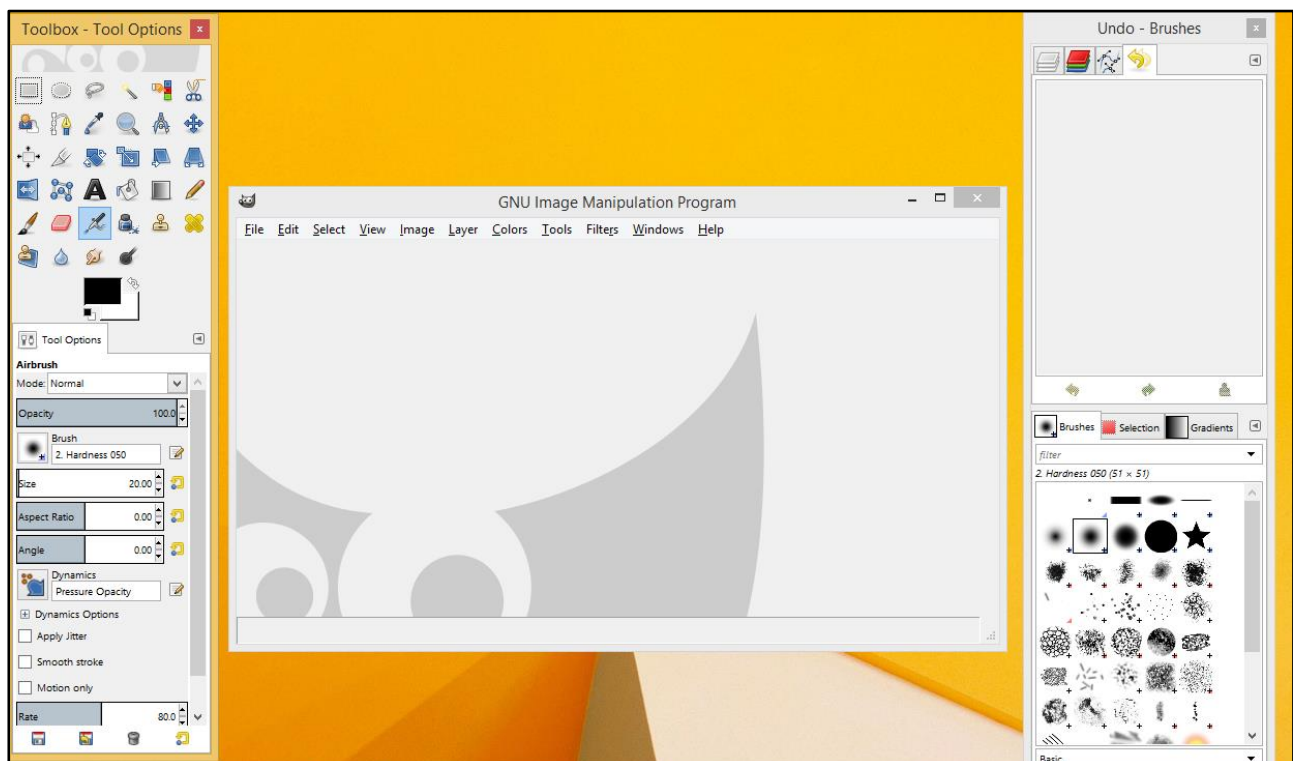 Toolbox - Tool Options
Tool Options
Airbrush
Mode: Normal
Opacity 100.0
Brush
2. Hardness 050
Size 20.00
Aspect Ratio 0.00
Angle 0.00
Dynamics
Pressure Opacity
Dynamics Options
Apply Jitter
Smooth stroke
Motion only
Rate 80.0
GNU Image Manipulation Program
File Edit Select View Image Layer Colors Tools Filters Windows Help
Undo - Brushes
Brushes Selection Gradients
filter
2. Hardness 050 (51 × 51)
Basic